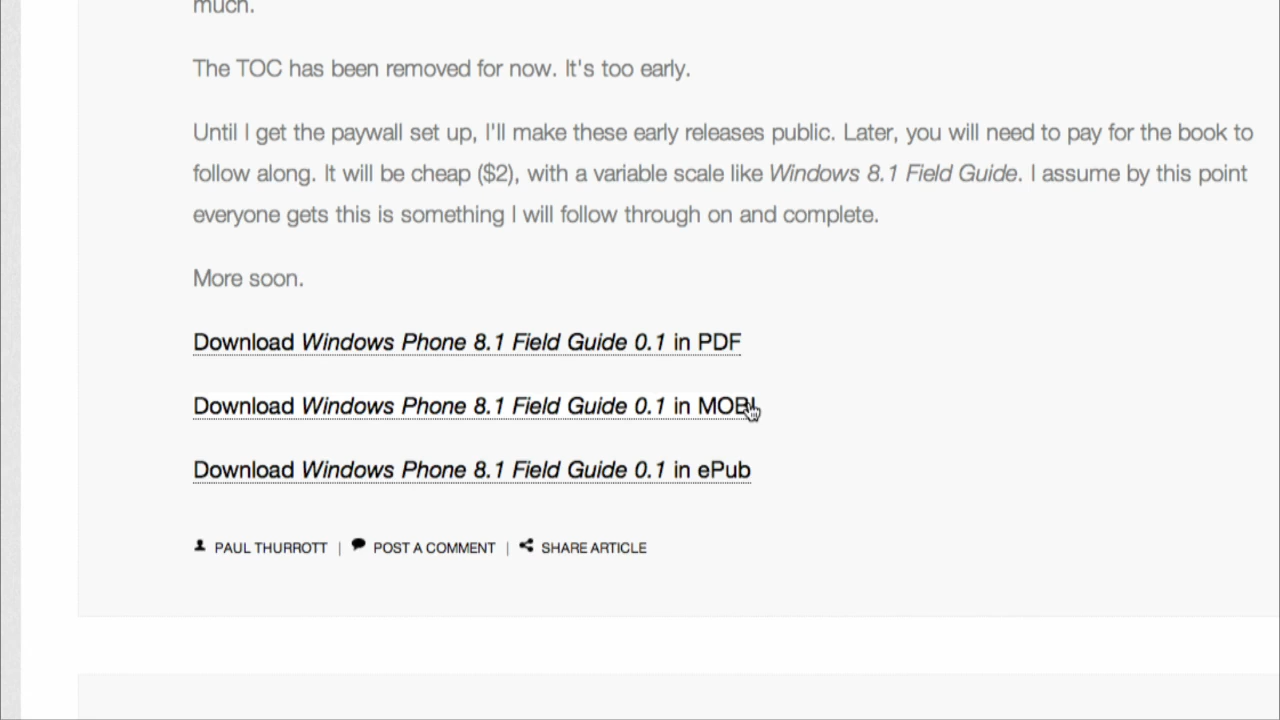 much.
The TOC has been removed for now. It's too early.
Until I get the paywall set up, I'll make these early releases public. Later, you will need to pay for the book to
follow along. It will be cheap ($2), with a variable scale like Windows 8.1 Field Guide. I assume by this point
everyone gets this is something I will follow through on and complete.
More soon.
Download Windows Phone 8.1 Field Guide 0.1 in PDF
Download Windows Phone 8.1 Field Guide 0.1 in MOBI
Download Windows Phone 8.1 Field Guide 0.1 in ePub
PAUL THURROTT | POST A COMMENT | SHARE ARTICLE